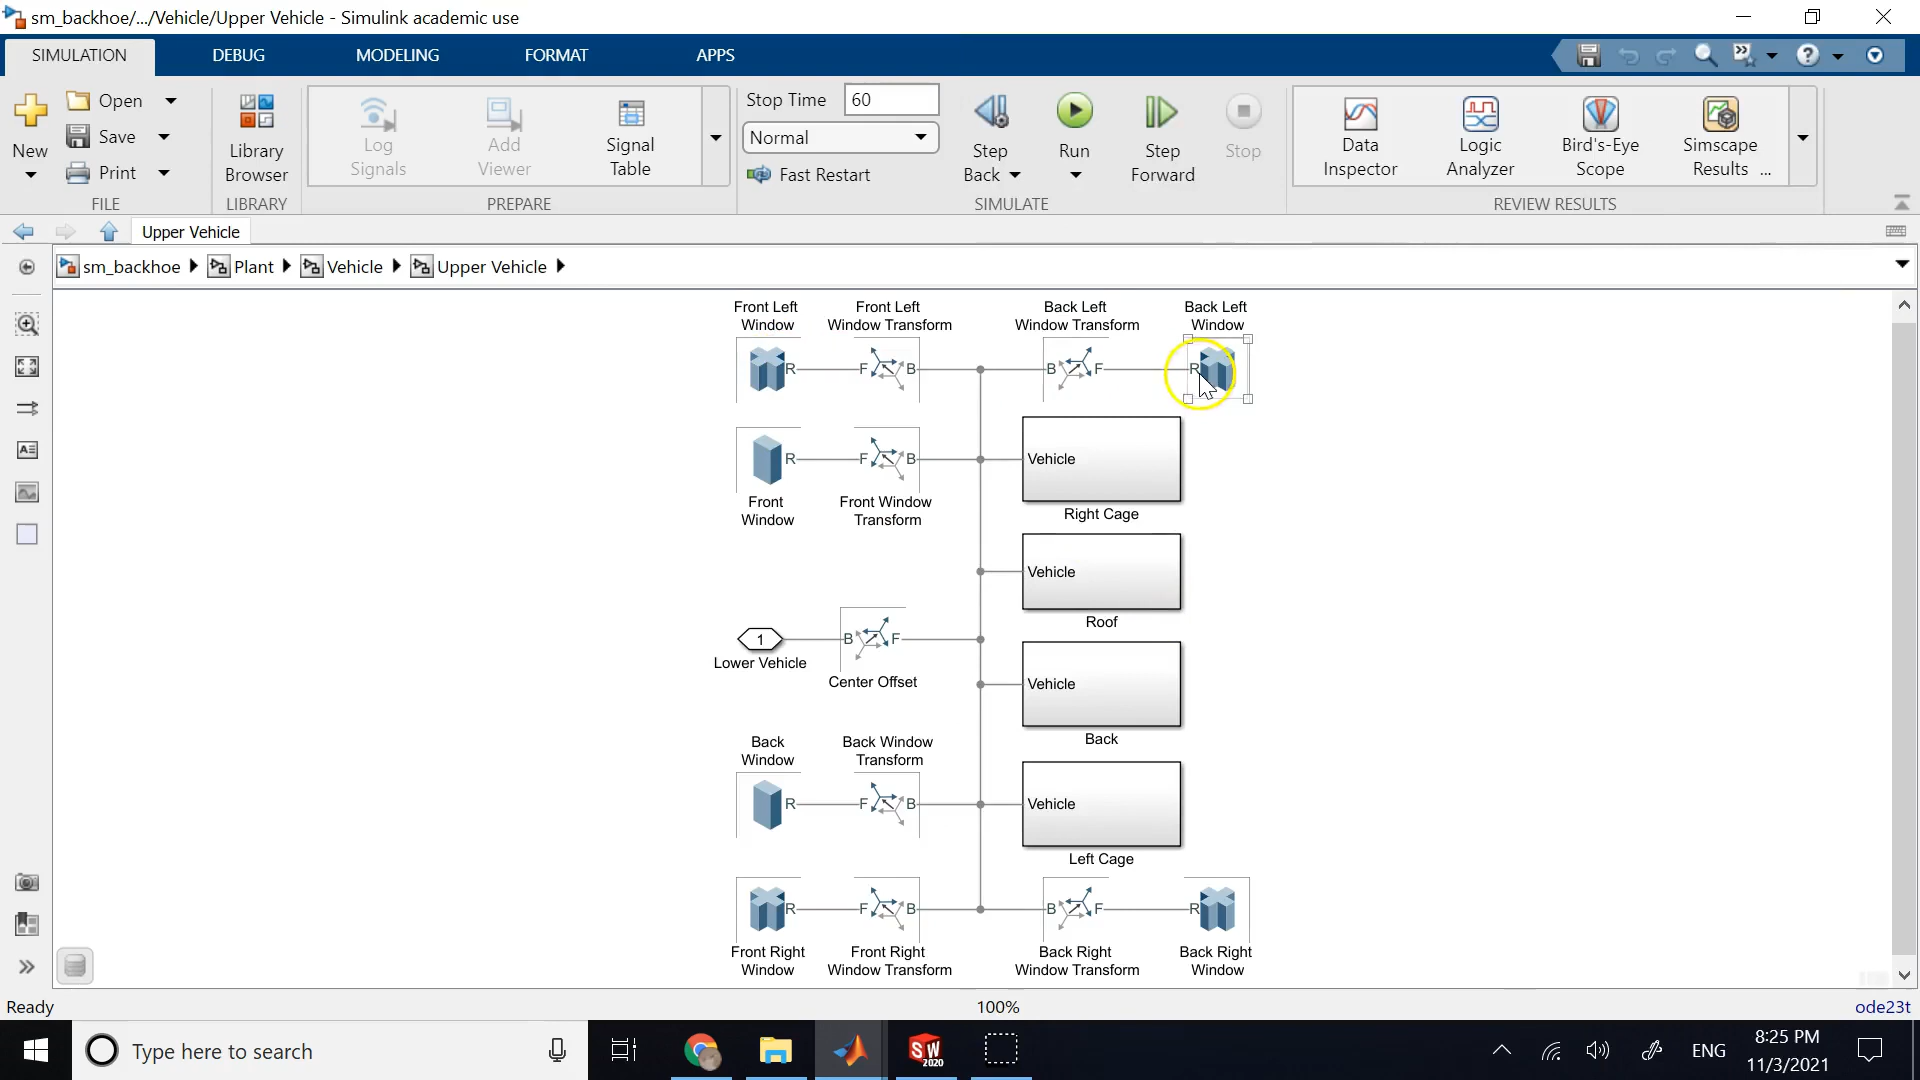 sm_backhoe/.../Vehicle/Upper Vehicle - Simulink academic use
SIMULATION DEBUG MODELING FORMAT APPS
New
Open
Save
Print
FILE
Library
Browser
LIBRARY
Log
Signals
Add
Viewer
Signal
Table
PREPARE
Stop Time 60
Normal
Fast Restart
Step
Back
Run
Step
Forward
Stop
SIMULATE
Data
Inspector
Logic
Analyzer
Bird's-Eye
Scope
Simscape
Results ...
REVIEW RESULTS
Upper Vehicle
sm_backhoe Plant Vehicle Upper Vehicle
Front Left
Window
Front Left
Window Transform
Back Left
Window Transform
Back Left
Window
R F B B F R
R F B Vehicle
Front
Window
Front Window
Transform
Right Cage
Vehicle
Roof
1 B F
Lower Vehicle
Center Offset
Vehicle
Back
Back
Window
Back Window
Transform
R F B Vehicle
Left Cage
R F B B F R
Front Right
Window
Front Right
Window Transform
Back Right
Window Transform
Back Right
Window
Ready 100% ode23t
Type here to search
SW
2020
ENG
8:25 PM
11/3/2021